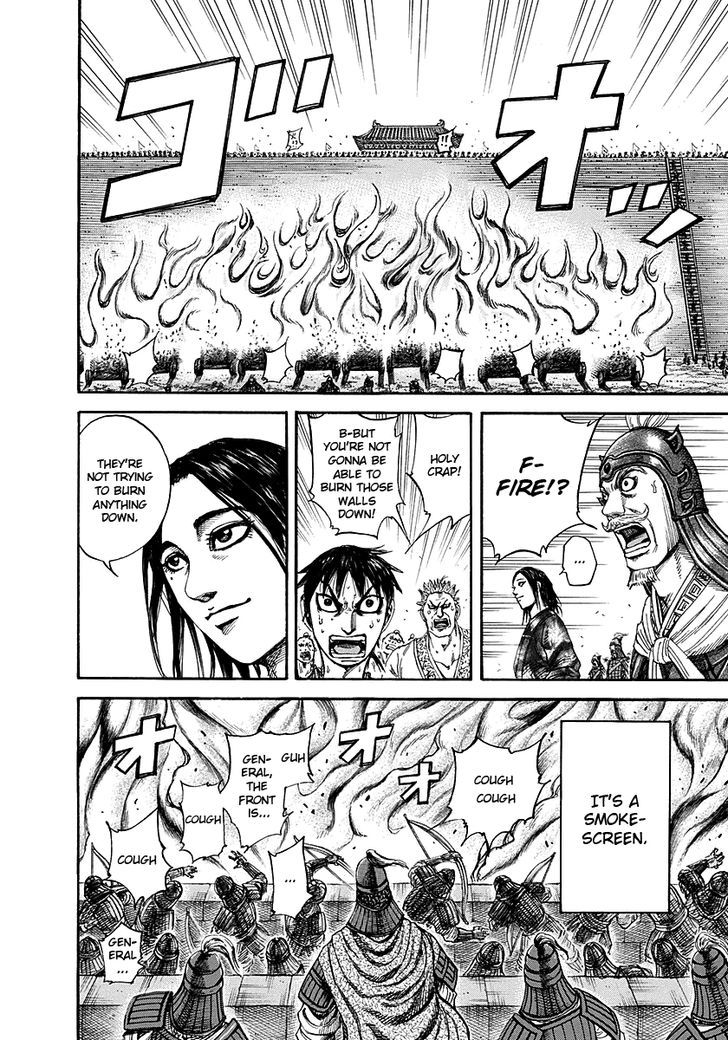 ゴオッ
F-
FIRE!?
...
HOLY
CRAP!
B-BUT
YOU'RE NOT
GONNA BE
ABLE TO
BURN THOSE
WALLS
DOWN!
THEY'RE
NOT TRYING
TO BURN
ANYTHING
DOWN.
IT'S A
SMOKE-
SCREEN.
オ
COUGH
COUGH
オ
GUH
GEN-
ERAL,
THE
FRONT
IS...
...
COUGH
オ
COUGH
GEN-
ERAL
...